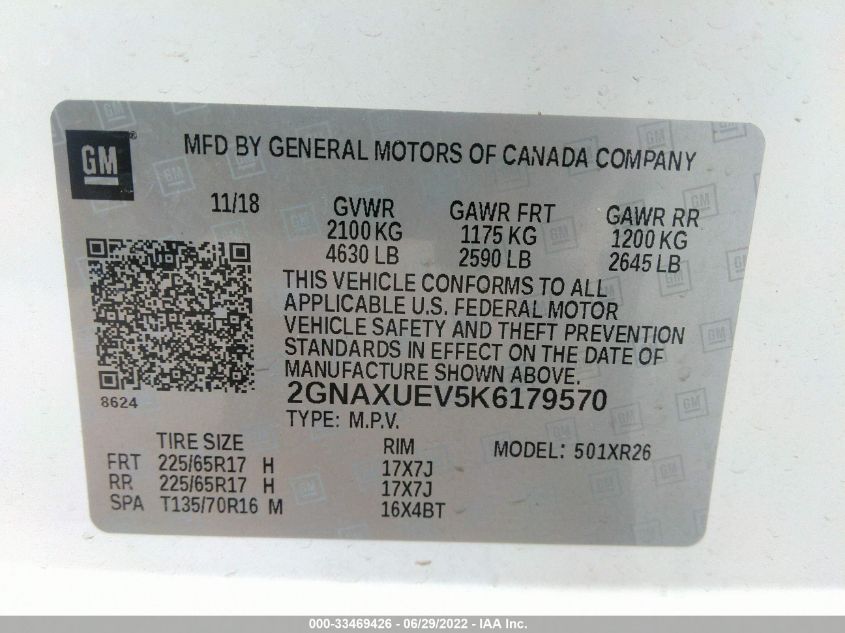 GM®
MFD BY GENERAL MOTORS OF CANADA COMPANY
11/18 GVWR GAWR FRT GAWR RR
2100 KG 1175 KG 1200 KG
4630 LB 2590 LB 2645 LB
THIS VEHICLE CONFORMS TO ALL
APPLICABLE U.S. FEDERAL MOTOR
VEHICLE SAFETY AND THEFT PREVENTION
STANDARDS IN EFFECT ON THE DATE OF
MANUFACTURE SHOWN ABOVE.
8624
2GNAXUEV5K6179570
TYPE: M.P.V.
TIRE SIZE RIM MODEL: 501XR26
FRT 225/65R17 H 17X7J
RR 225/65R17 H 17X7J
SPA T135/70R16 M 16X4BT
000-33469426 - 06/29/2022 - IAA Inc.